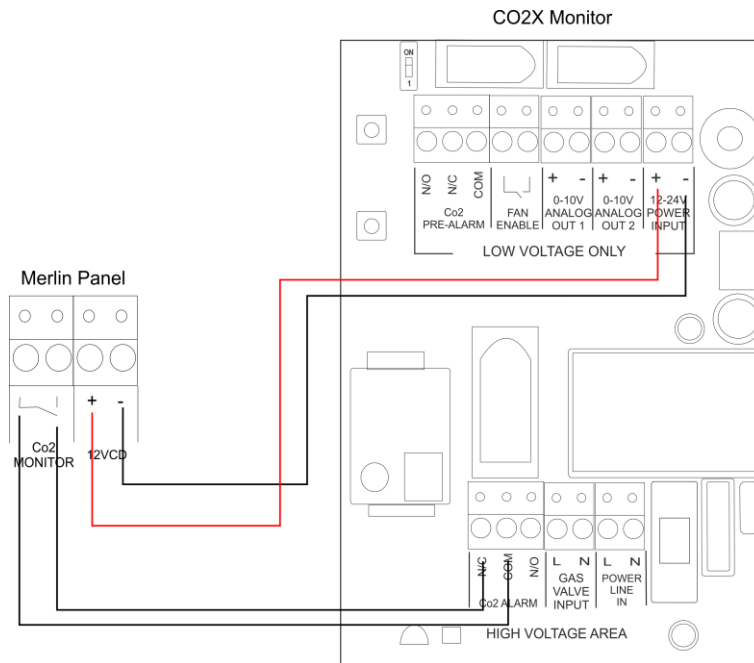 CO2X Monitor
ON
1
N/O
N/C
COM
Co2
PRE-ALARM
FAN
ENABLE
+ -
0-10V
ANALOG
OUT 1
+ -
0-10V
ANALOG
OUT 2
+ -
12-24V
POWER
INPUT
LOW VOLTAGE ONLY
Merlin Panel
Co2
MONITOR
+ -
12VCD
N/C
COM
N/O
Co2 ALARM
L N
GAS
VALVE
INPUT
L N
POWER
LINE
IN
HIGH VOLTAGE AREA